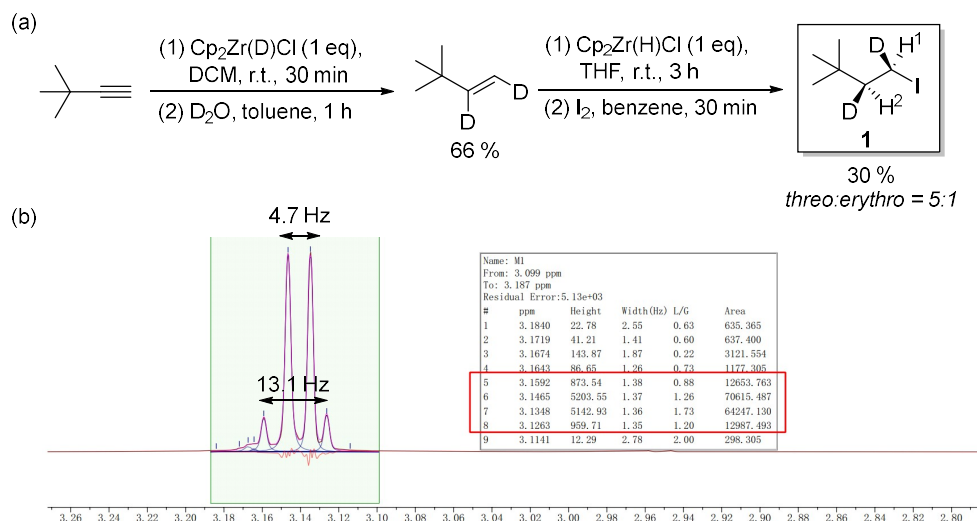 (a)
(1) Cp₂Zr(D)Cl (1 eq),
DCM, r.t., 30 min
(2) D₂O, toluene, 1 h
D
D
66 %
(1) Cp₂Zr(H)Cl (1 eq),
THF, r.t., 3 h
(2) I₂, benzene, 30 min
D
H¹
I
H²
D
1
30 %
threo:erythro = 5:1
(b)
4.7 Hz
13.1 Hz
Name: M1
From: 3.099 ppm
To: 3.187 ppm
Residual Error:5.13e+03
# ppm Height Width(Hz) L/G Area
1 3.1840 22.78 2.55 0.63 635.365
2 3.1719 41.21 1.41 0.60 637.400
3 3.1674 143.87 1.87 0.22 3121.554
4 3.1643 86.65 1.26 0.73 1177.305
5 3.1592 873.54 1.38 0.88 12653.763
6 3.1465 5203.55 1.37 1.26 70615.487
7 3.1348 5142.93 1.36 1.73 64247.130
8 3.1263 959.71 1.35 1.20 12987.493
9 3.1141 12.29 2.78 2.00 298.305
3.26 3.24 3.22 3.20 3.18 3.16 3.14 3.12 3.10 3.08 3.06 3.04 3.02 3.00 2.98 2.96 2.94 2.92 2.90 2.88 2.86 2.84 2.82 2.80